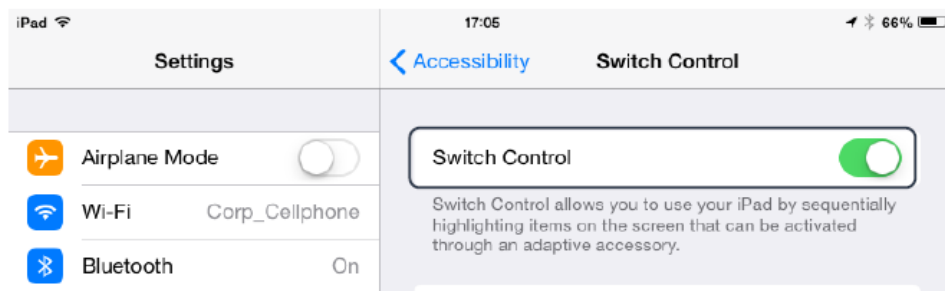 iPad 17:05 66%
Settings
Accessibility Switch Control
Airplane Mode
Wi-Fi Corp_Cellphone
Bluetooth On
Switch Control
Switch Control allows you to use your iPad by sequentially
highlighting items on the screen that can be activated
through an adaptive accessory.